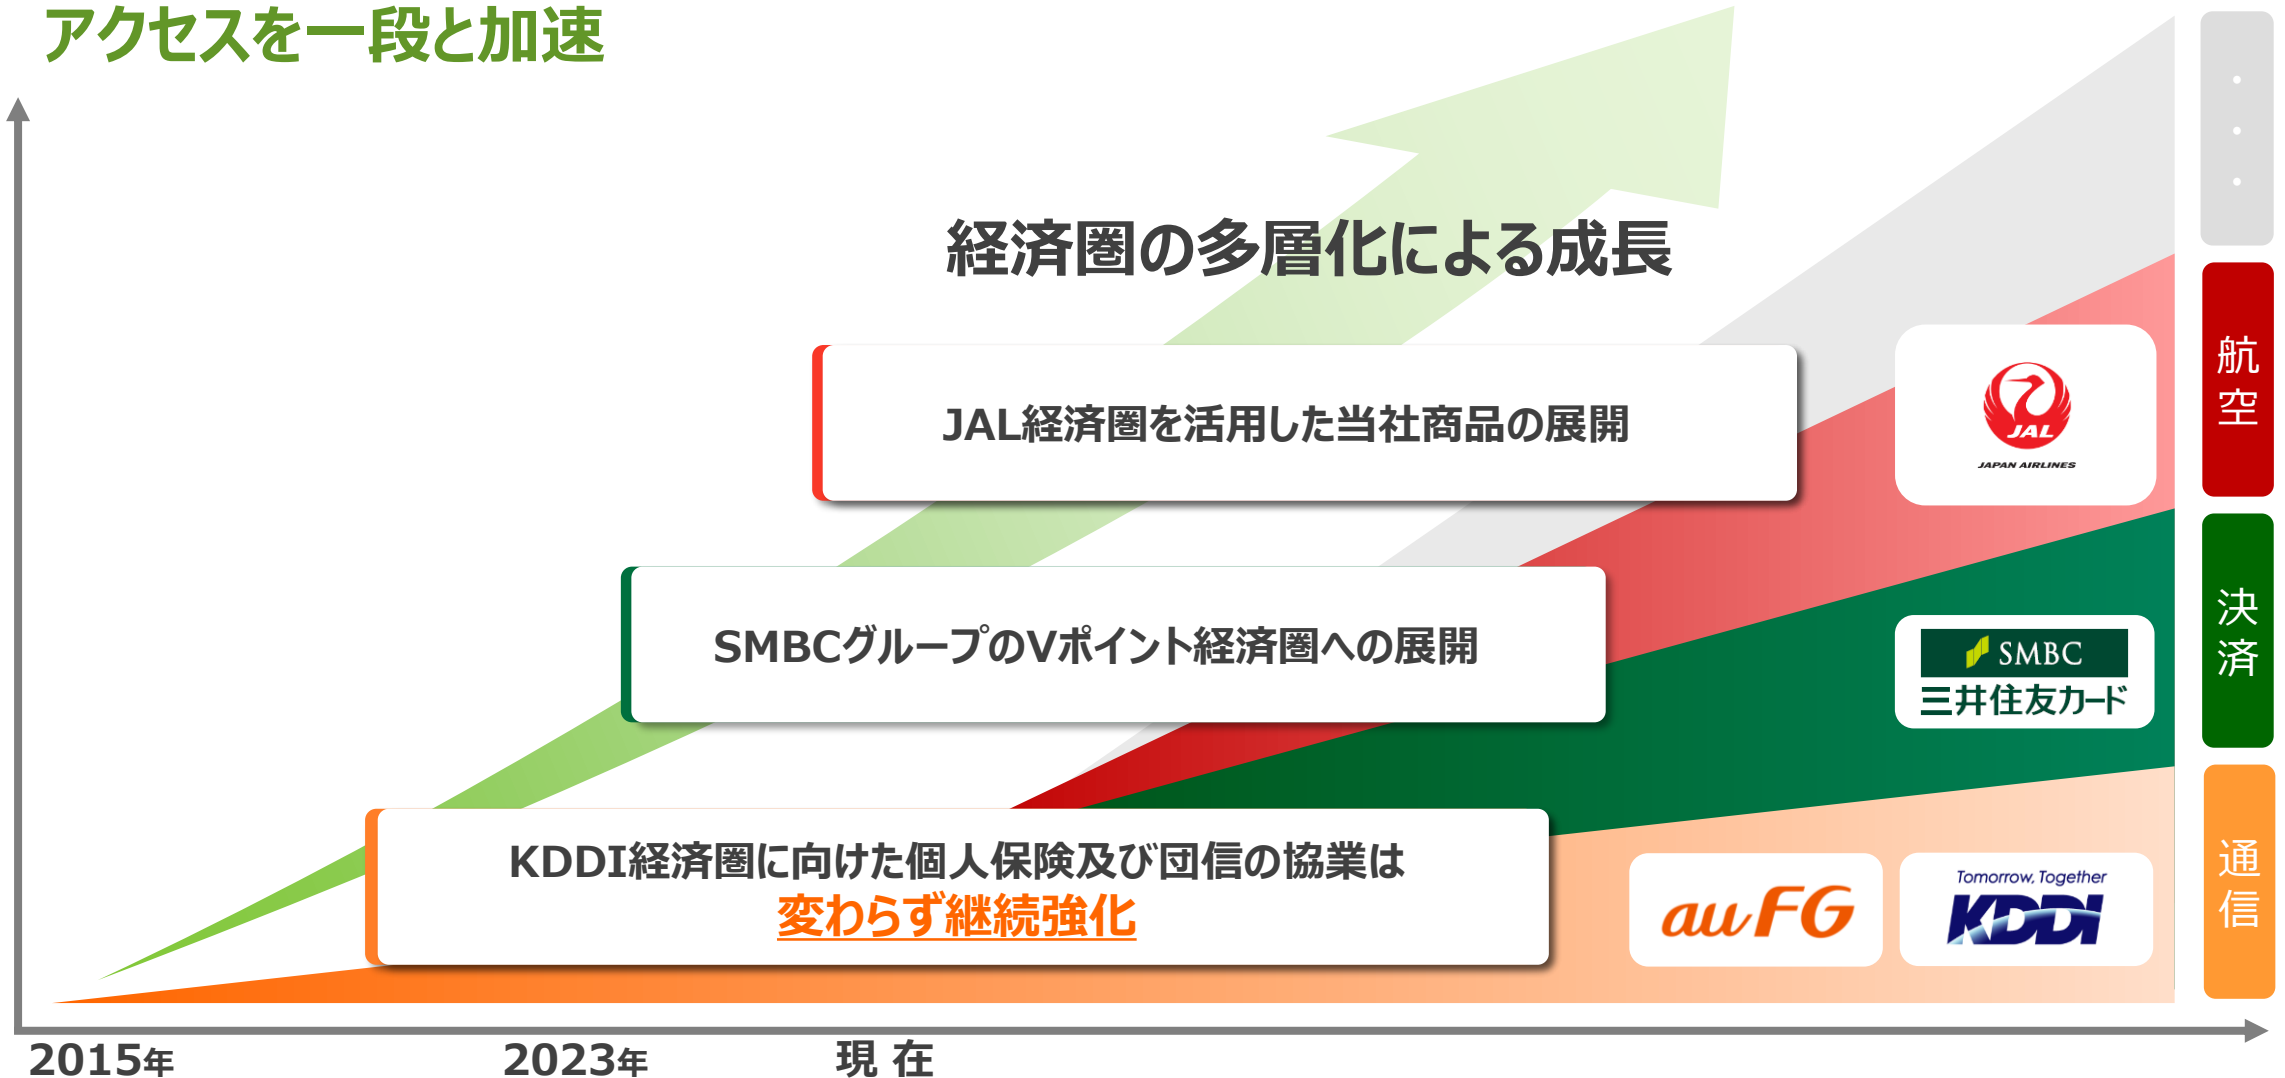 アクセスを一段と加速
経済圏の多層化による成長
JAL経済圏を活用した当社商品の展開
JAL
JAPAN AIRLINES
航空
SMBCグループのVポイント経済圏への展開
SMBC
三井住友カード
決済
KDDI経済圏に向けた個人保険及び団信の協業は
変わらず継続強化
auFG
Tomorrow, Together
KDDI
通信
2015年
2023年
現在